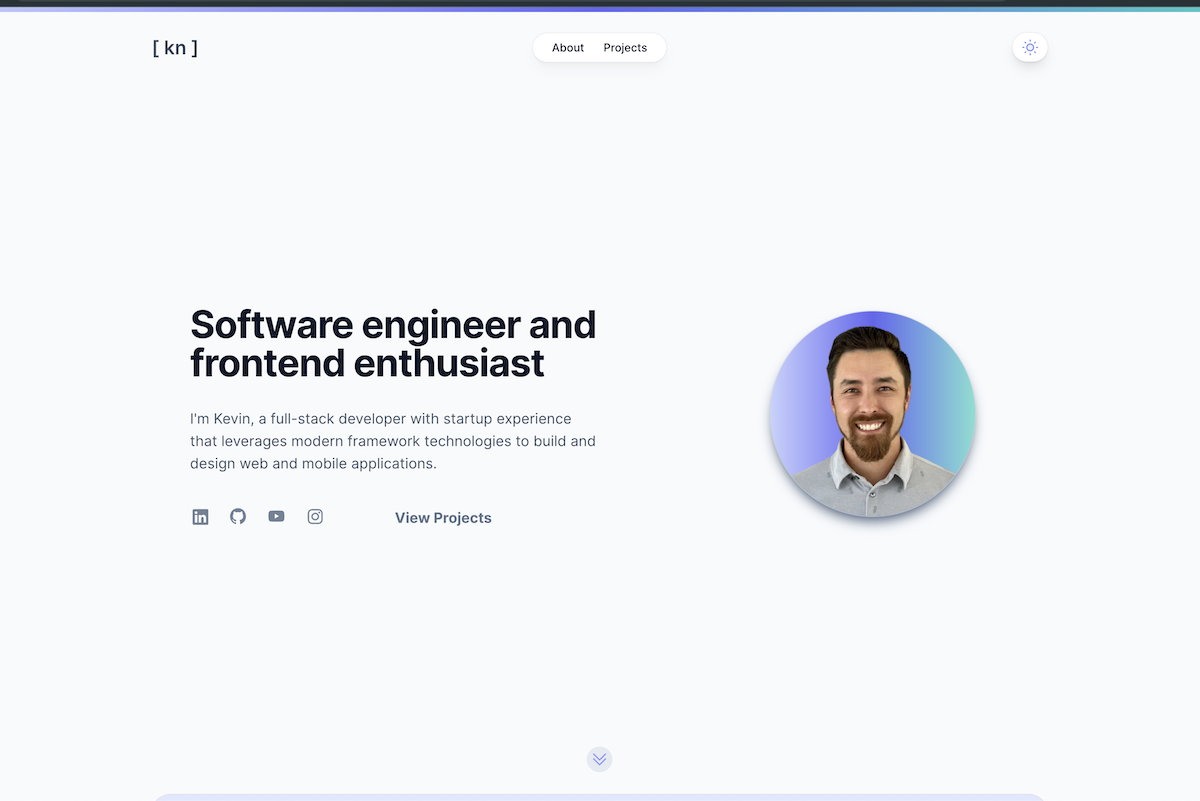 [ kn ]
About Projects
Software engineer and
frontend enthusiast
I'm Kevin, a full-stack developer with startup experience
that leverages modern framework technologies to build and
design web and mobile applications.
View Projects